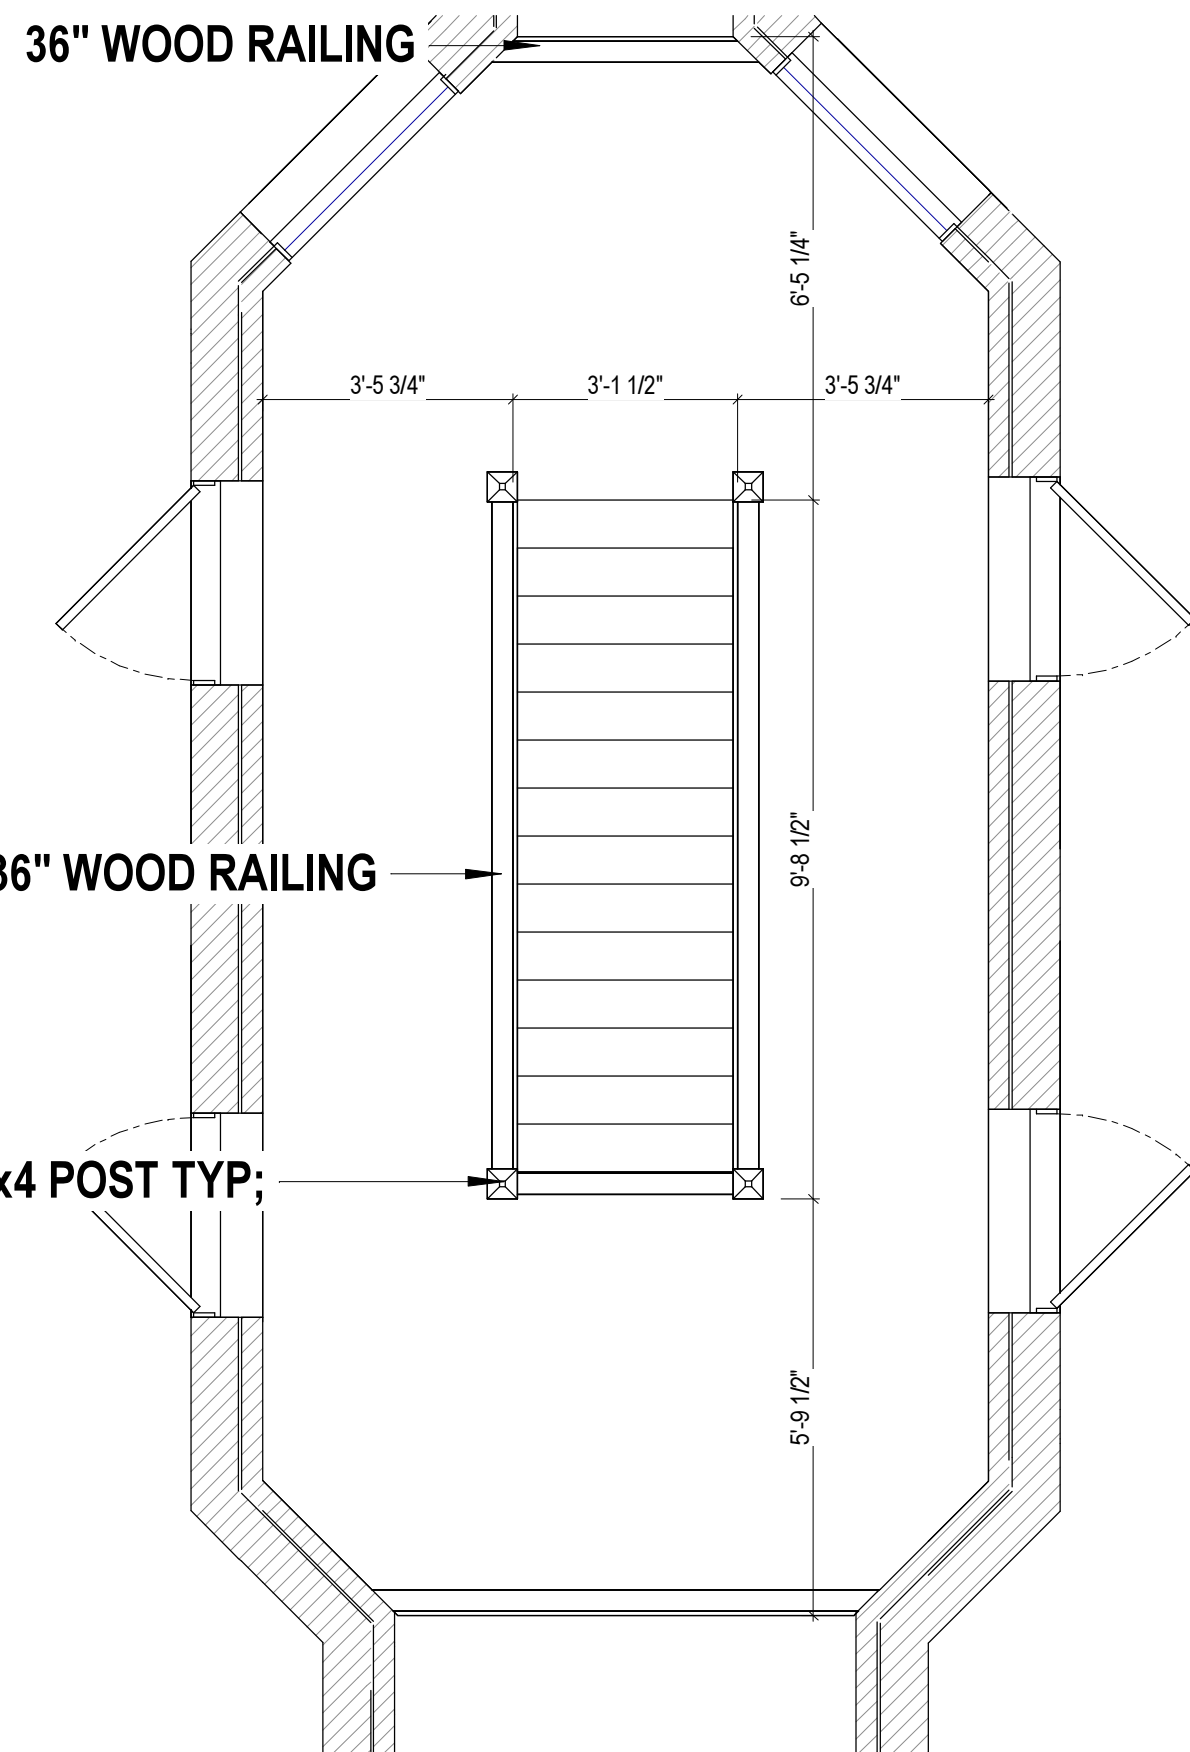 36" WOOD RAILING
6'-5 1/4"
3'-5 3/4"
3'-1 1/2"
3'-5 3/4"
9'-8 1/2"
36" WOOD RAILING
x4 POST TYP;
5'-9 1/2"